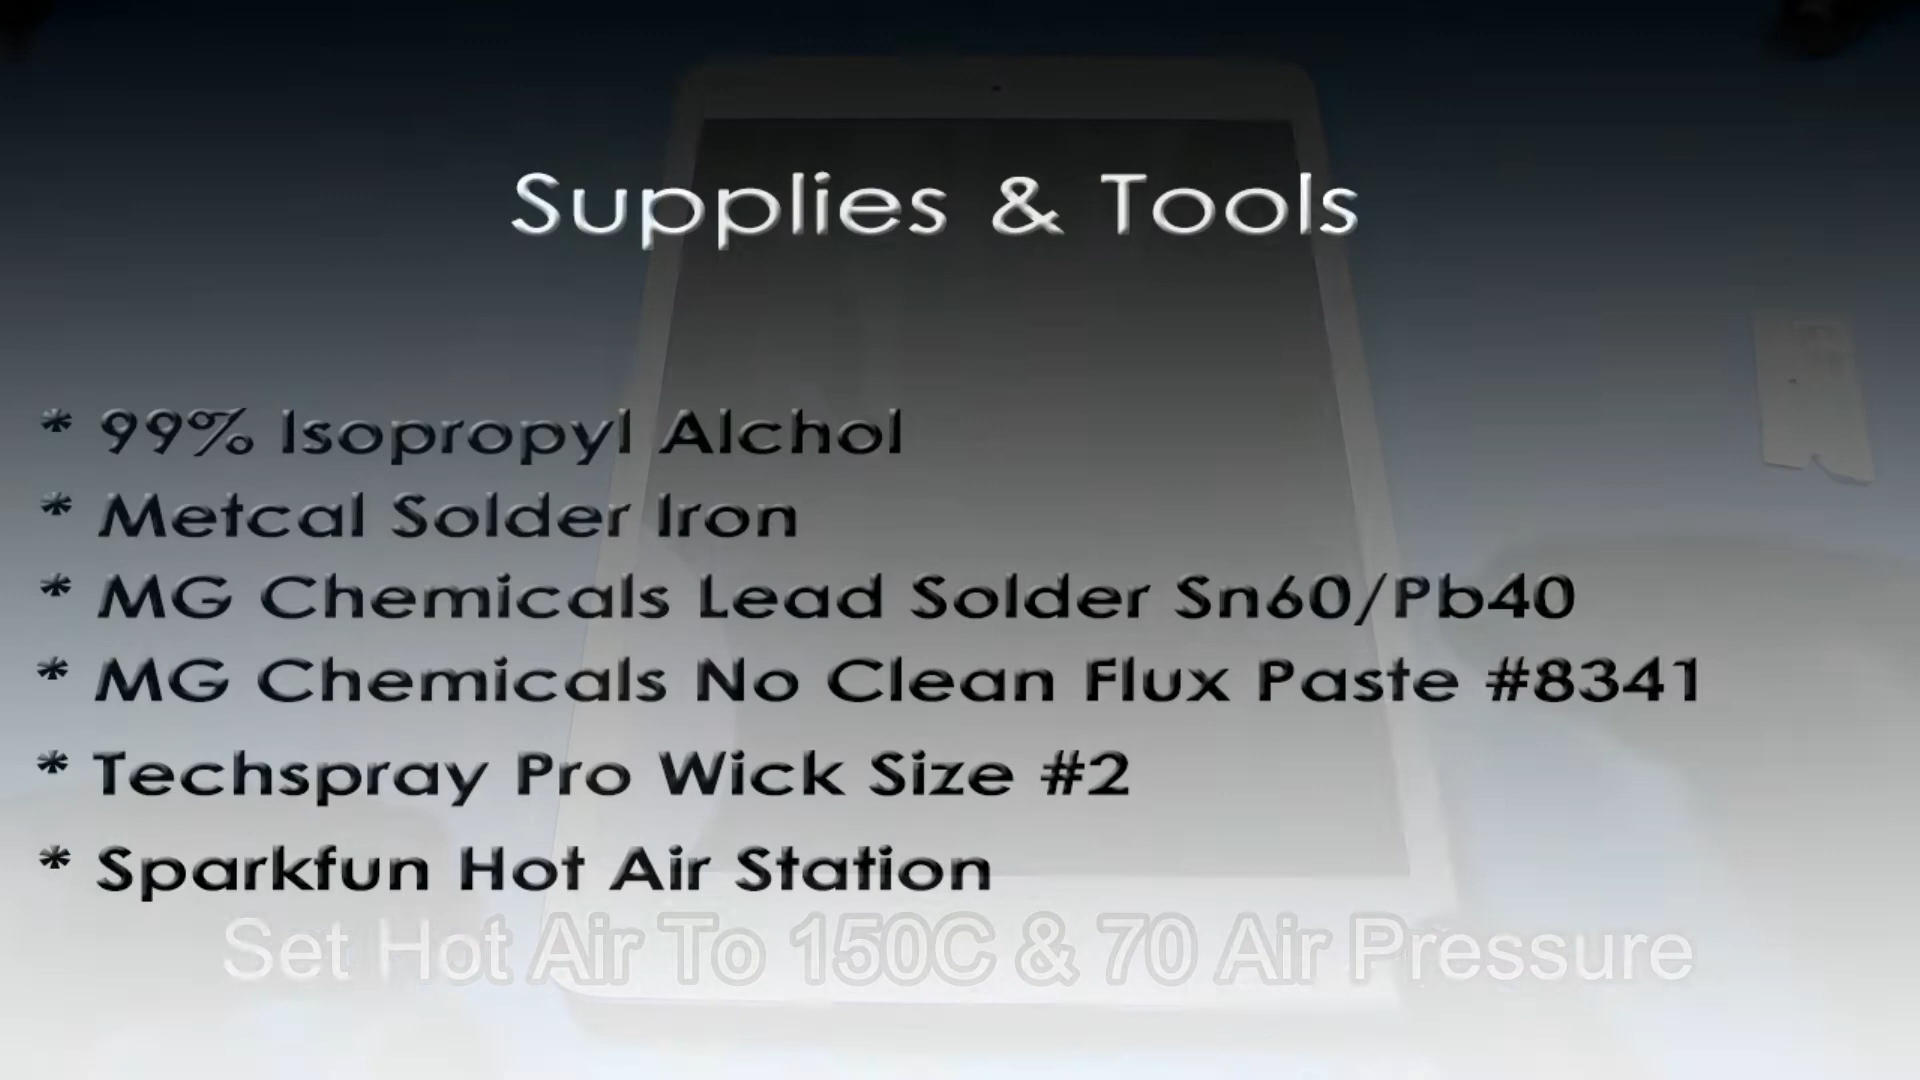 Supplies & Tools
* 99% Isopropyl Alchol
* Metcal Solder Iron
* MG Chemicals Lead Solder Sn60/Pb40
* MG Chemicals No Clean Flux Paste #8341
* Techspray Pro Wick Size #2
* Sparkfun Hot Air Station
Set Hot Air To 150C & 70 Air Pressure